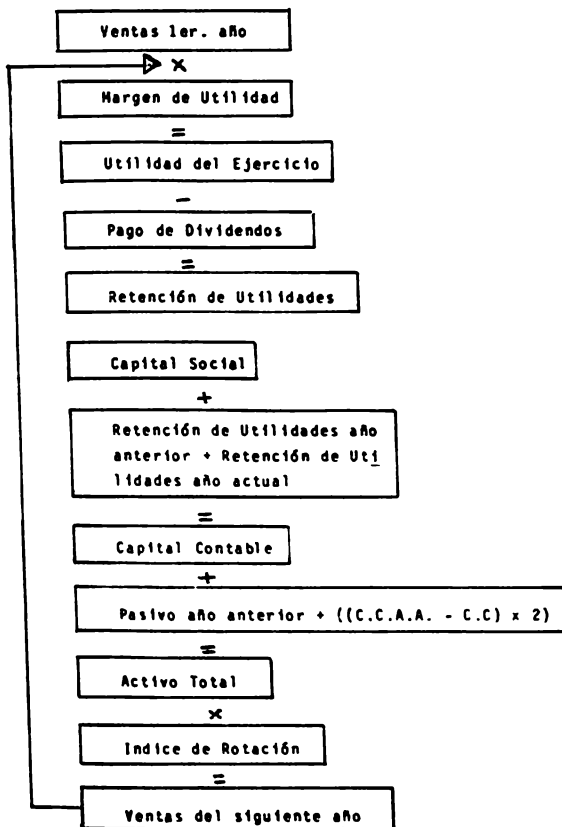 Ventas 1er. año
×
Margen de Utilidad
=
Utilidad del Ejercicio
-
Pago de Dividendos
=
Retención de Utilidades
Capital Social
+
Retención de Utilidades año
anterior + Retención de Uti
lidades año actual
=
Capital Contable
+
Pasivo año anterior + ((C.C.A.A. - C.C) x 2)
=
Activo Total
×
Indice de Rotación
=
Ventas del siguiente año